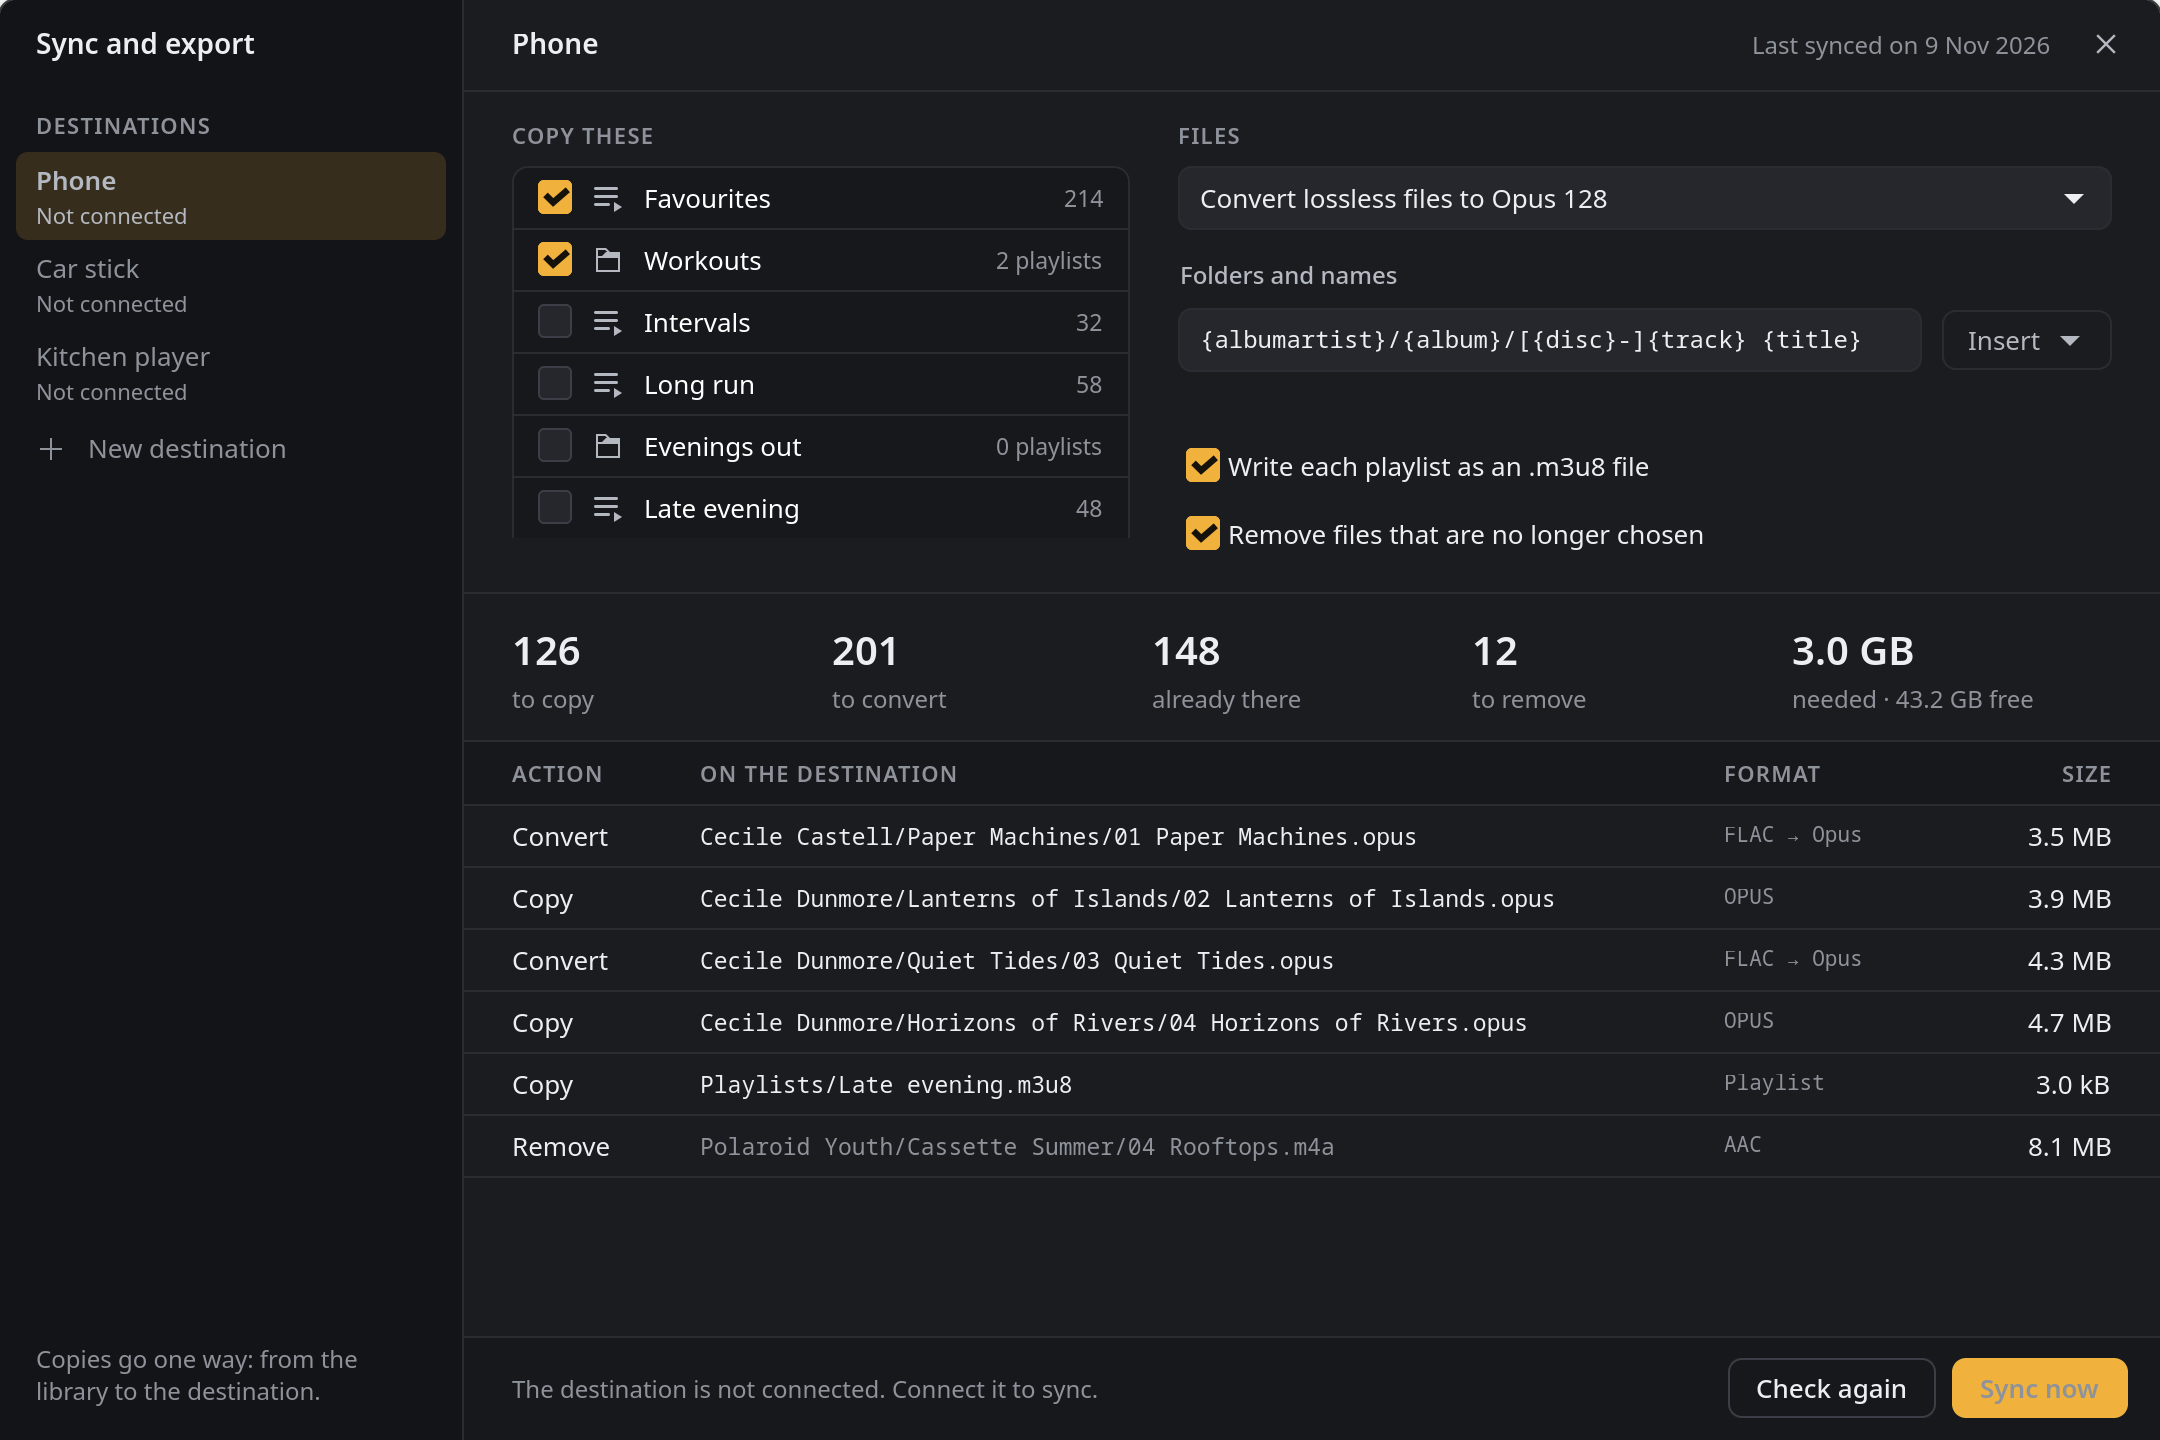 Sync and export
DESTINATIONS
Phone
Not connected
Car stick
Not connected
Kitchen player
Not connected
New destination
Copies go one way: from the
library to the destination.
Phone
Last synced on 9 Nov 2026
COPY THESE
Favourites 214
Workouts 2 playlists
Intervals 32
Long run 58
Evenings out 0 playlists
Late evening 48
FILES
Convert lossless files to Opus 128
Folders and names
{albumartist}/{album}/[{disc}-]{track} {title}
Insert
Write each playlist as an .m3u8 file
Remove files that are no longer chosen
126
to copy
201
to convert
148
already there
12
to remove
3.0 GB
needed · 43.2 GB free
ACTION ON THE DESTINATION FORMAT SIZE
Convert Cecile Castell/Paper Machines/01 Paper Machines.opus FLAC → Opus 3.5 MB
Copy Cecile Dunmore/Lanterns of Islands/02 Lanterns of Islands.opus OPUS 3.9 MB
Convert Cecile Dunmore/Quiet Tides/03 Quiet Tides.opus FLAC → Opus 4.3 MB
Copy Cecile Dunmore/Horizons of Rivers/04 Horizons of Rivers.opus OPUS 4.7 MB
Copy Playlists/Late evening.m3u8 Playlist 3.0 kB
Remove Polaroid Youth/Cassette Summer/04 Rooftops.m4a AAC 8.1 MB
The destination is not connected. Connect it to sync.
Check again
Sync now